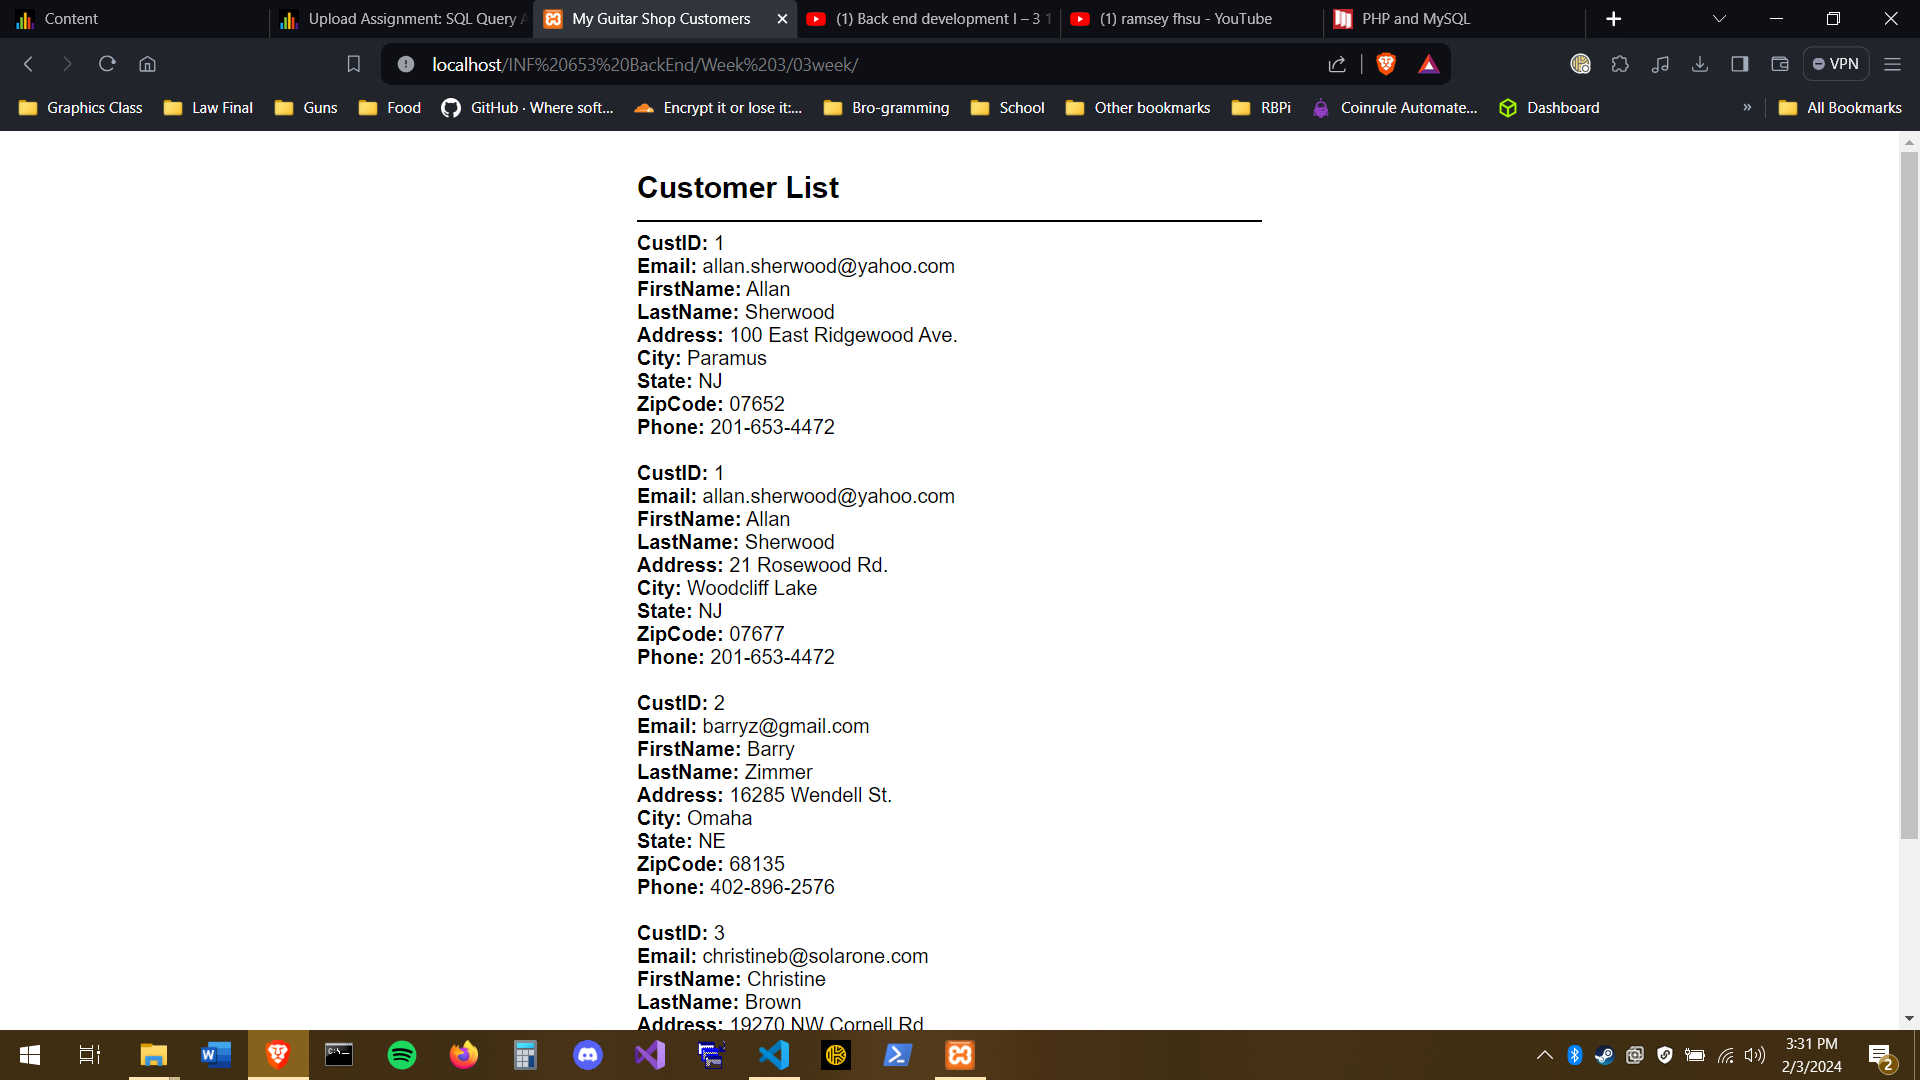 Content
Upload Assignment: SQL Query A
My Guitar Shop Customers
(1) Back end development I – 3 1
(1) ramsey fhsu - YouTube
PHP and MySQL
localhost/INF%20653%20BackEnd/Week%203/03week/
VPN
Graphics Class
Law Final
Guns
Food
GitHub · Where soft...
Encrypt it or lose it:...
Bro-gramming
School
Other bookmarks
RBPi
Coinrule Automate...
Dashboard
»
All Bookmarks
Customer List
CustID: 1
Email: allan.sherwood@yahoo.com
FirstName: Allan
LastName: Sherwood
Address: 100 East Ridgewood Ave.
City: Paramus
State: NJ
ZipCode: 07652
Phone: 201-653-4472
CustID: 1
Email: allan.sherwood@yahoo.com
FirstName: Allan
LastName: Sherwood
Address: 21 Rosewood Rd.
City: Woodcliff Lake
State: NJ
ZipCode: 07677
Phone: 201-653-4472
CustID: 2
Email: barryz@gmail.com
FirstName: Barry
LastName: Zimmer
Address: 16285 Wendell St.
City: Omaha
State: NE
ZipCode: 68135
Phone: 402-896-2576
CustID: 3
Email: christineb@solarone.com
FirstName: Christine
LastName: Brown
Address: 19270 NW Cornell Rd
3:31 PM
2/3/2024
2